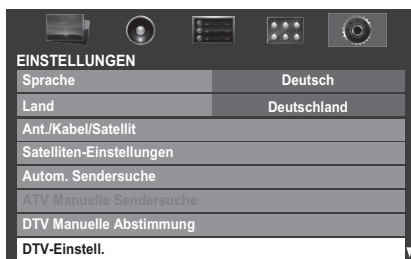 EINSTELLUNGEN
Sprache Deutsch
Land Deutschland
Ant./Kabel/Satellit
Satelliten-Einstellungen
Autom. Sendersuche
ATV Manuelle Sendersuche
DTV Manuelle Abstimmung
DTV-Einstell.